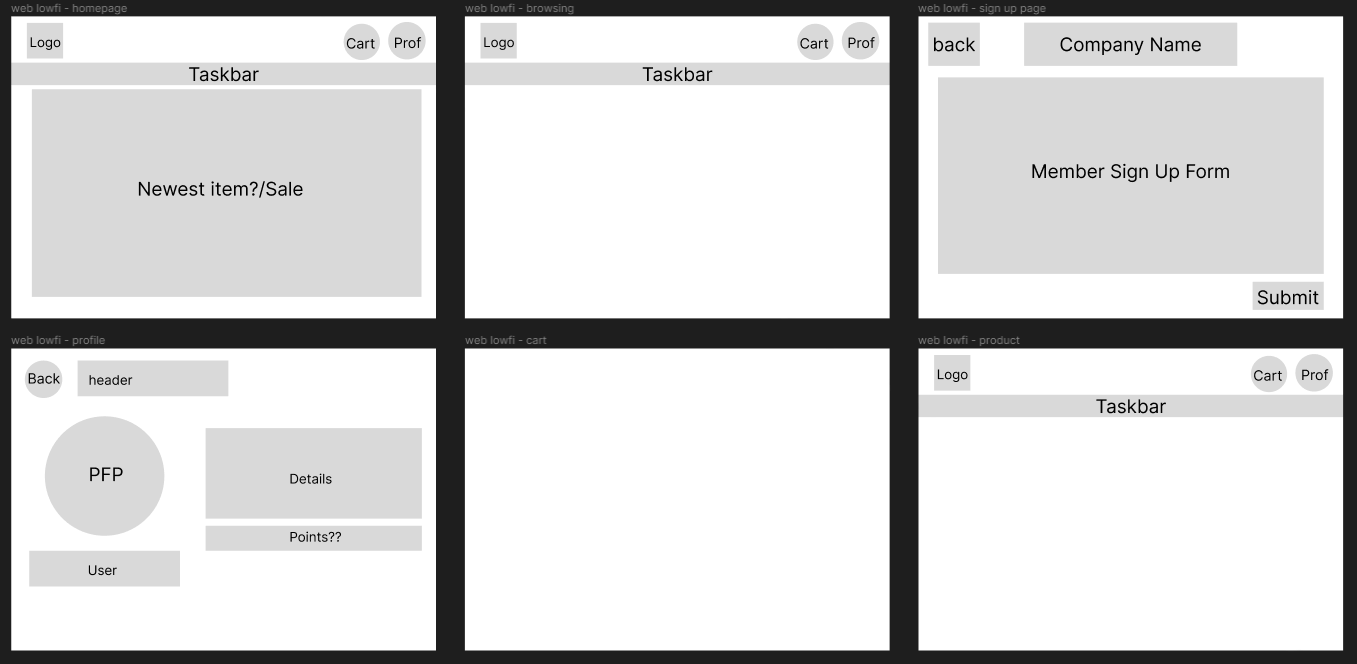 web lowfi - homepage
Logo
Cart
Prof
Taskbar
Newest item?/Sale
web lowfi - browsing
Logo
Cart
Prof
Taskbar
web lowfi - sign up page
back
Company Name
Member Sign Up Form
Submit
web lowfi - profile
Back
header
PFP
Details
Points??
User
web lowfi - cart
web lowfi - product
Logo
Cart
Prof
Taskbar